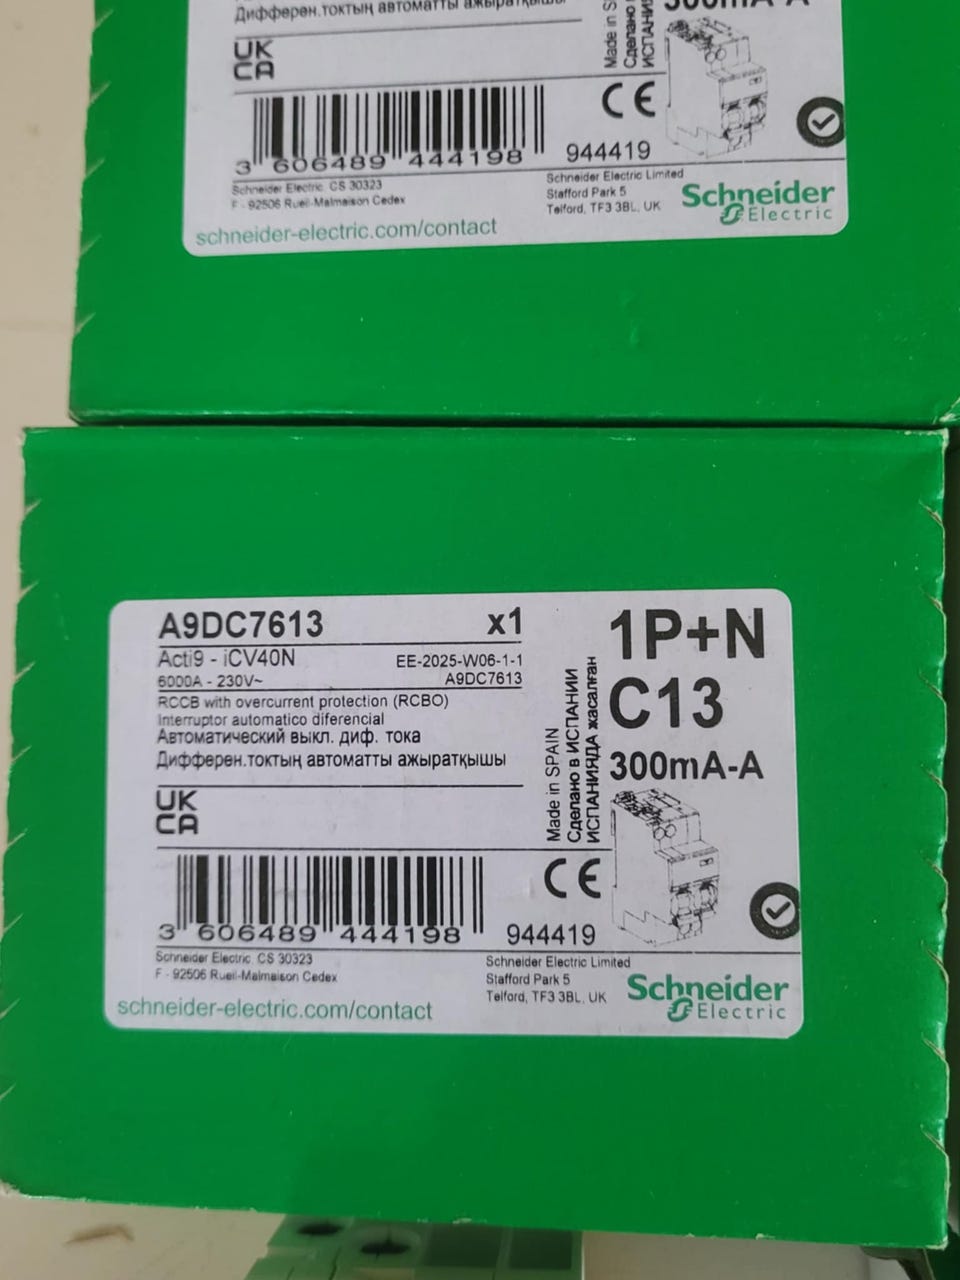 Дифферен.токтың автоматты ажыратқышы
300mA-A
UK
CA
Made in S
Сделано
ИСПАНИЯ
CE
3 606489 444198
944419
Schneider Electric. CS 30323
F - 92506 Rueil-Malmaison Cedex
Schneider Electric Limited
Stafford Park 5
Telford, TF3 3BL, UK
schneider-electric.com/contact
Schneider
Electric
A9DC7613 x1
Acti9 - iCV40N EE-2025-W06-1-1
6000A - 230V~ A9DC7613
RCCB with overcurrent protection (RCBO)
Interruptor automatico diferencial
Автоматический выкл. диф. тока
Дифферен.токтың автоматты ажыратқышы
Made in SPAIN
Сделано в ИСПАНИИ
ИСПАНИЯДА жасалған
1P+N
C13
300mA-A
UK
CA
CE
3 606489 444198
944419
Schneider Electric. CS 30323
F - 92506 Rueil-Malmaison Cedex
Schneider Electric Limited
Stafford Park 5
Telford, TF3 3BL, UK
schneider-electric.com/contact
Schneider
Electric